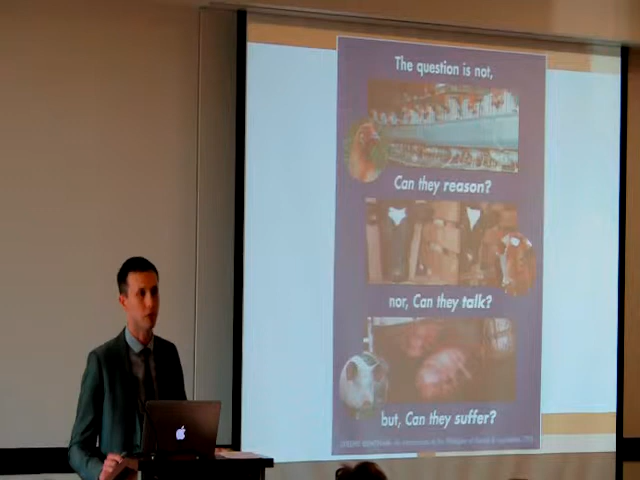 The question is not,
Can they reason?
nor, Can they talk?
but, Can they suffer?